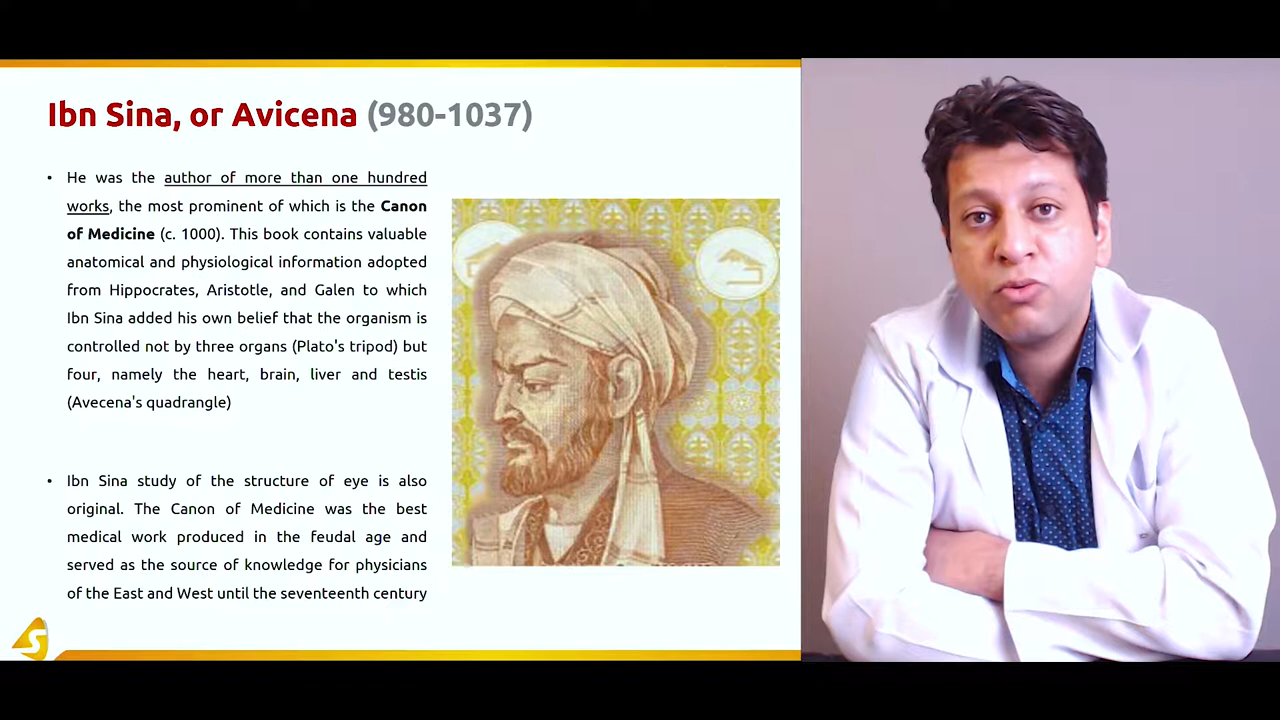 Ibn Sina, or Avicena (980-1037)
• He was the author of more than one hundred
works, the most prominent of which is the Canon
of Medicine (c. 1000). This book contains valuable
anatomical and physiological information adopted
from Hippocrates, Aristotle, and Galen to which
Ibn Sina added his own belief that the organism is
controlled not by three organs (Plato's tripod) but
four, namely the heart, brain, liver and testis
(Avecena's quadrangle)
• Ibn Sina study of the structure of eye is also
original. The Canon of Medicine was the best
medical work produced in the feudal age and
served as the source of knowledge for physicians
of the East and West until the seventeenth century
S